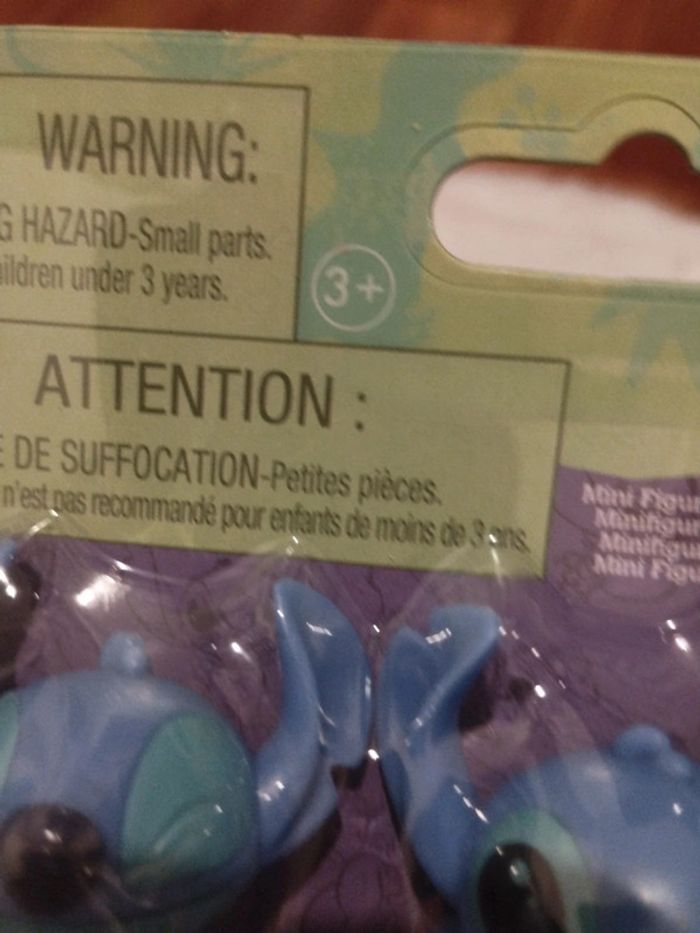 WARNING:
G HAZARD-Small parts.
ildren under 3 years.
3+
ATTENTION :
E DE SUFFOCATION-Petites pièces.
n'est pas recommandé pour enfants de moins de 3 ans.
Mini Figu
Minifigu
Minifigu
Mini Figu